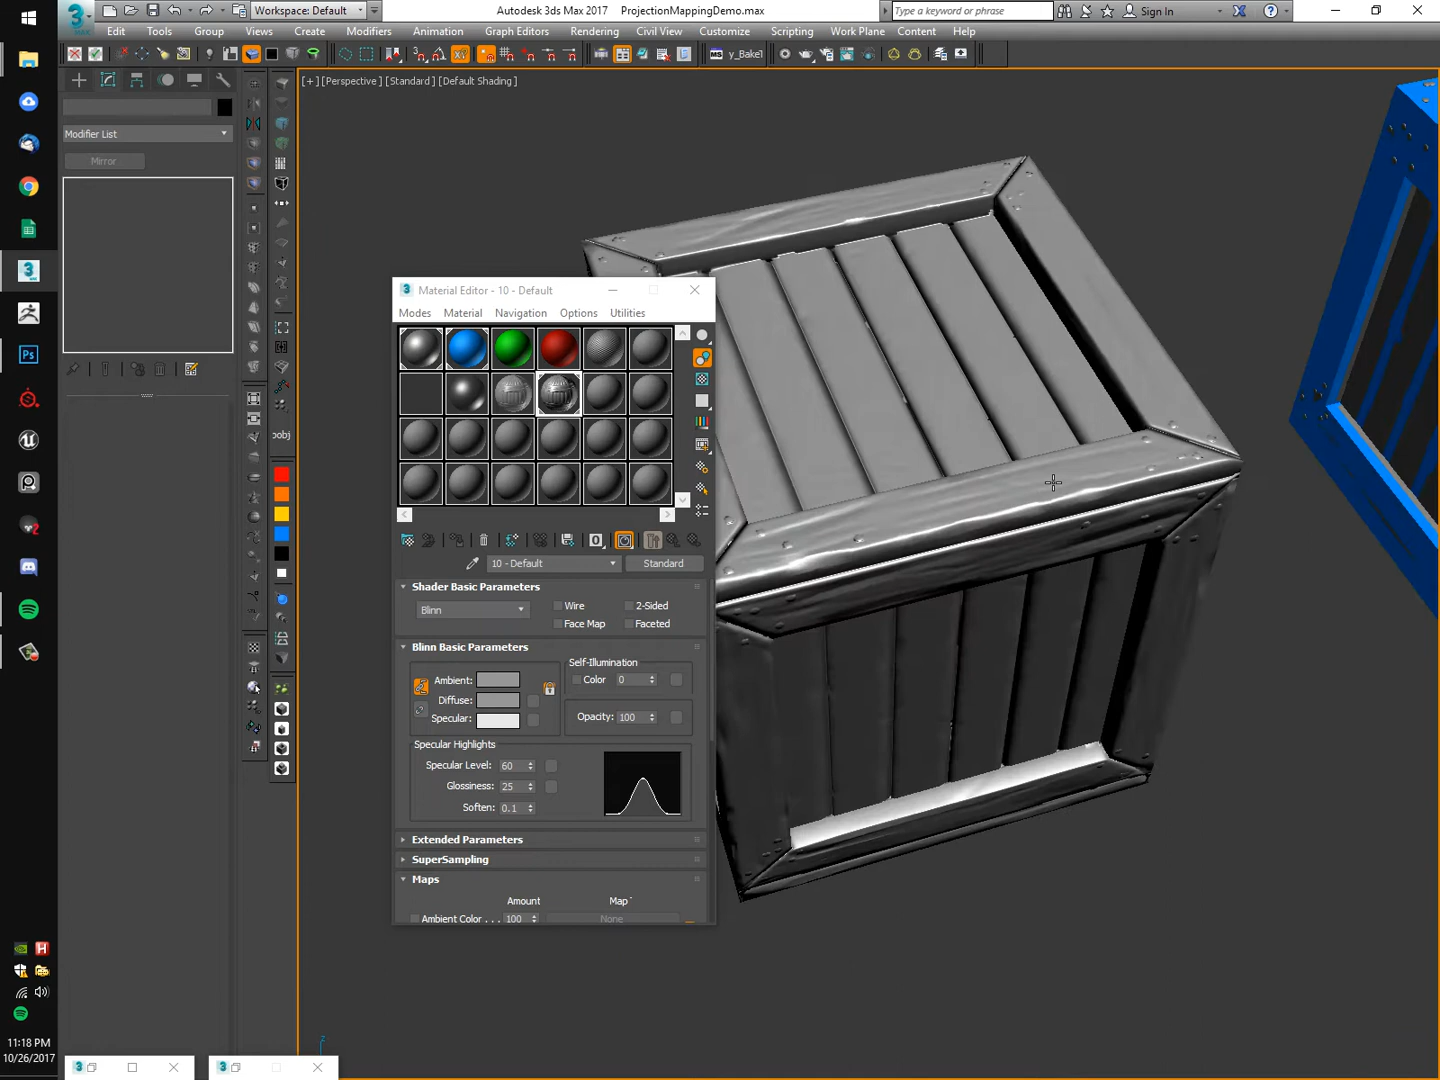 Workspace: Default
Autodesk 3ds Max 2017 ProjectionMappingDemo.max
Type a keyword or phrase
Sign In
Edit Tools Group Views Create Modifiers Animation Graph Editors Rendering Civil View Customize Scripting Work Plane Content Help
MS y_Bake1
[+] [Perspective] [Standard] [Default Shading]
Modifier List
Mirror
Material Editor - 10 - Default
Modes Material Navigation Options Utilities
obj
10 - Default
Standard
Shader Basic Parameters
Blinn
Wire
2-Sided
Face Map
Faceted
Blinn Basic Parameters
Self-Illumination
Ambient:
Color 0
Diffuse:
Specular:
Opacity: 100
Specular Highlights
Specular Level: 60
Glossiness: 25
Soften: 0.1
Extended Parameters
SuperSampling
Maps
Amount Map
Ambient Color . . . 100 None
11:18 PM
10/26/2017